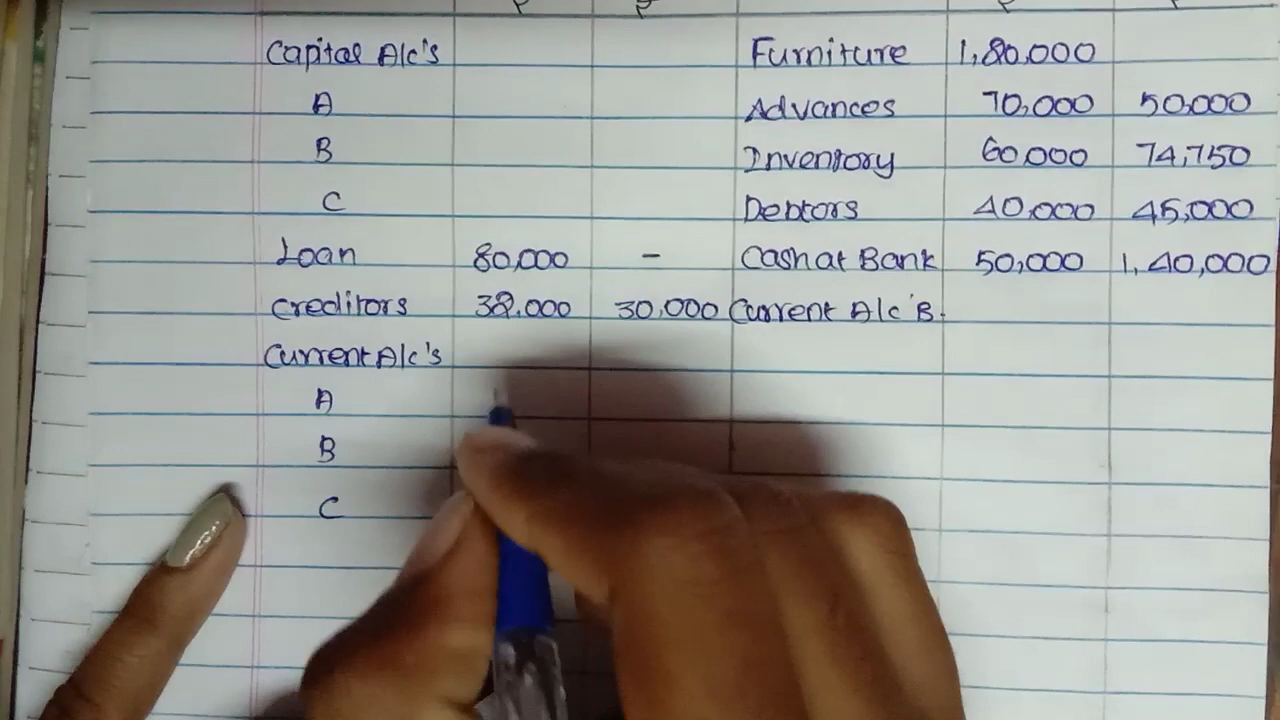 Capital A/c's Furniture 1,80,000
A Advances 70,000 50,000
B Inventory 60,000 74,750
C Debtors 40,000 45,000
Loan 80,000 - Cash at Bank 50,000 1,40,000
Creditors 38,000 30,000 Current A/c B.
Current A/c's
A
B
C